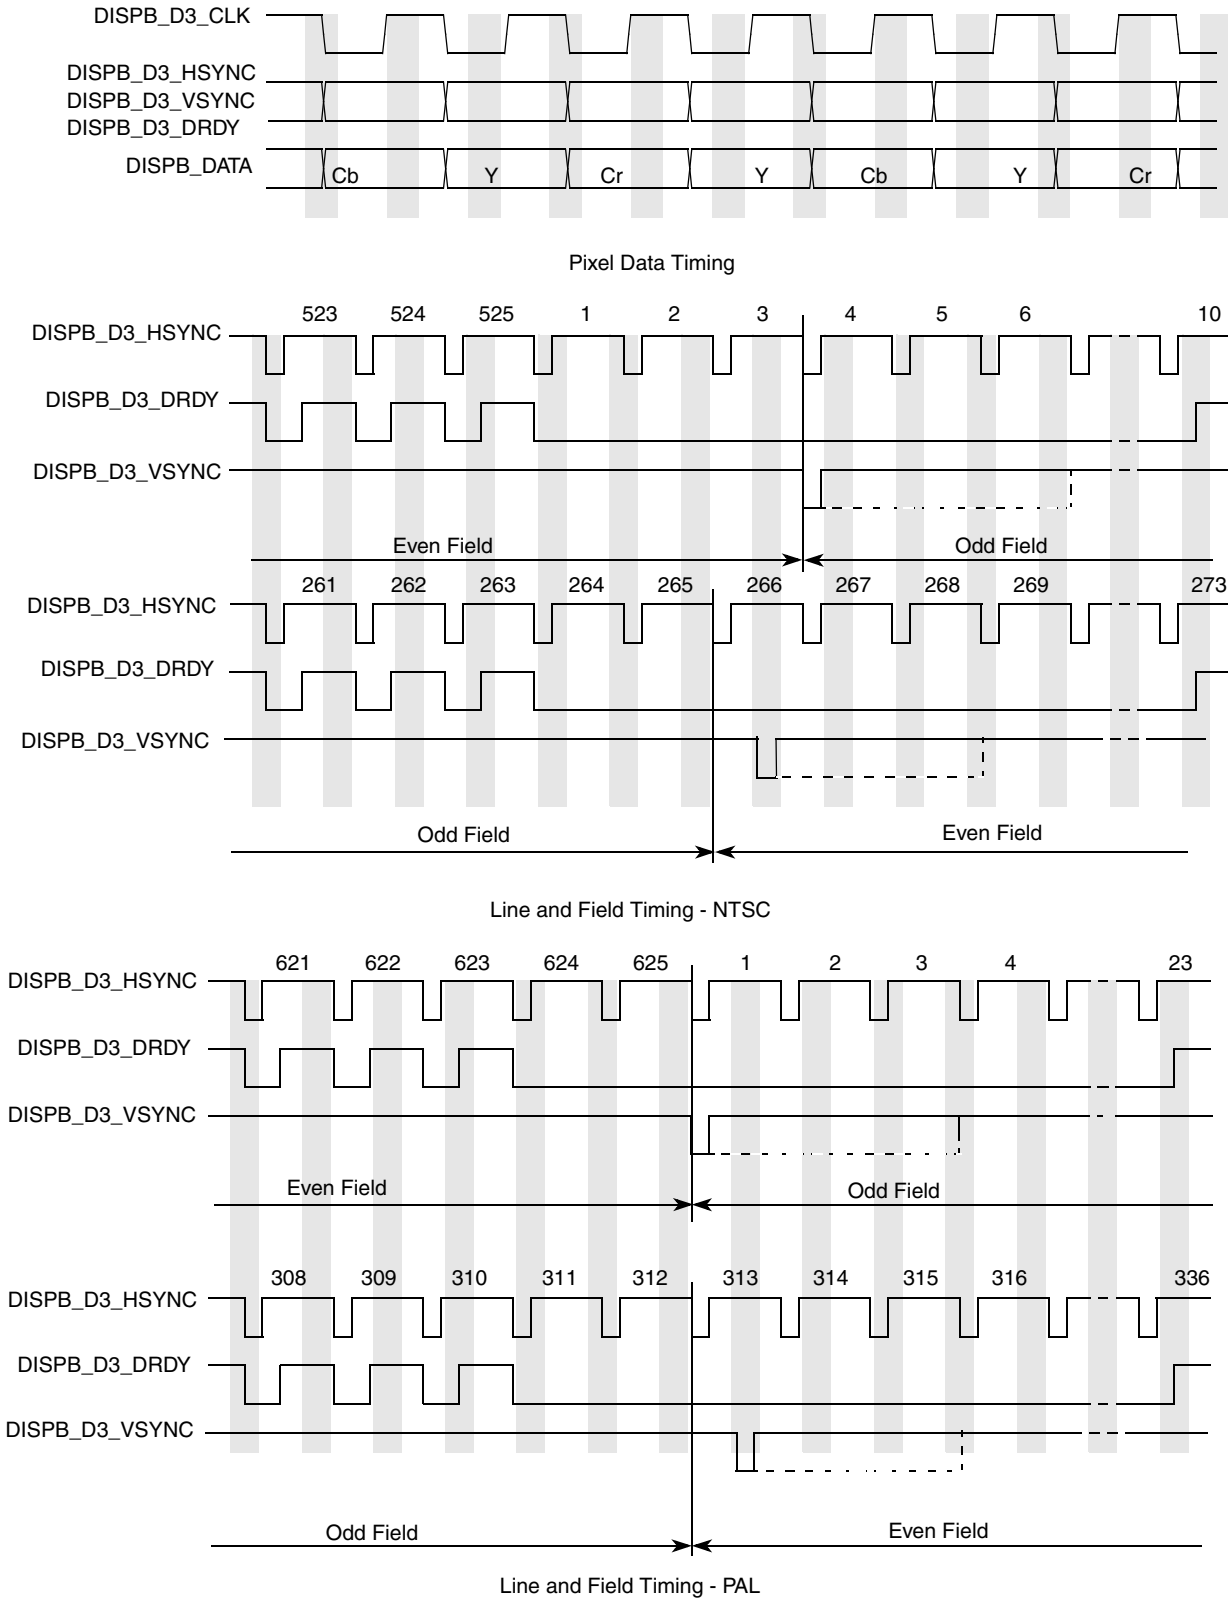 DISPB_D3_CLK
DISPB_D3_HSYNC
DISPB_D3_VSYNC
DISPB_D3_DRDY
DISPB_DATA
Cb Y Cr Y Cb Y Cr
Pixel Data Timing
523 524 525 1 2 3 4 5 6 10
DISPB_D3_HSYNC
DISPB_D3_DRDY
DISPB_D3_VSYNC
Even Field Odd Field
261 262 263 264 265 266 267 268 269 273
DISPB_D3_HSYNC
DISPB_D3_DRDY
DISPB_D3_VSYNC
Odd Field Even Field
Line and Field Timing - NTSC
621 622 623 624 625 1 2 3 4 23
DISPB_D3_HSYNC
DISPB_D3_DRDY
DISPB_D3_VSYNC
Even Field Odd Field
308 309 310 311 312 313 314 315 316 336
DISPB_D3_HSYNC
DISPB_D3_DRDY
DISPB_D3_VSYNC
Odd Field Even Field
Line and Field Timing - PAL